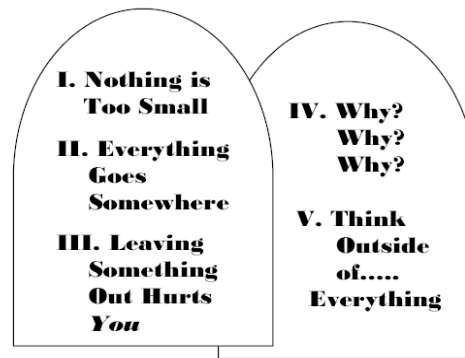 I. Nothing is
Too Small
II. Everything
Goes
Somewhere
III. Leaving
Something
Out Hurts
You
IV. Why?
Why?
Why?
V. Think
Outside
of.....
Everything